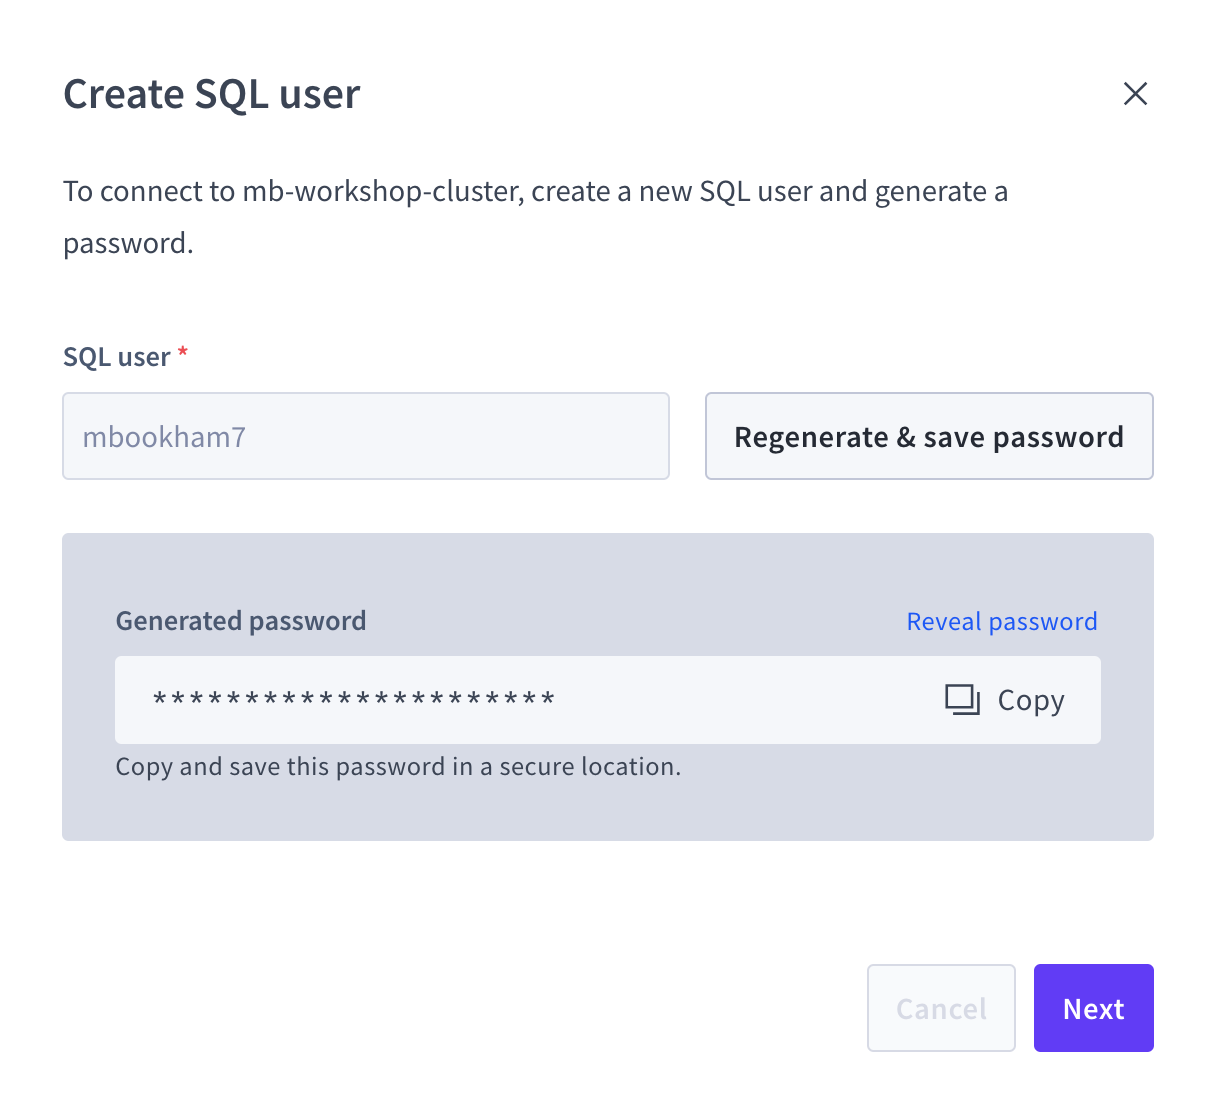 Create SQL user
To connect to mb-workshop-cluster, create a new SQL user and generate a
password.
SQL user *
mbookham7
Regenerate & save password
Generated password
Reveal password
**********************
Copy
Copy and save this password in a secure location.
Cancel
Next